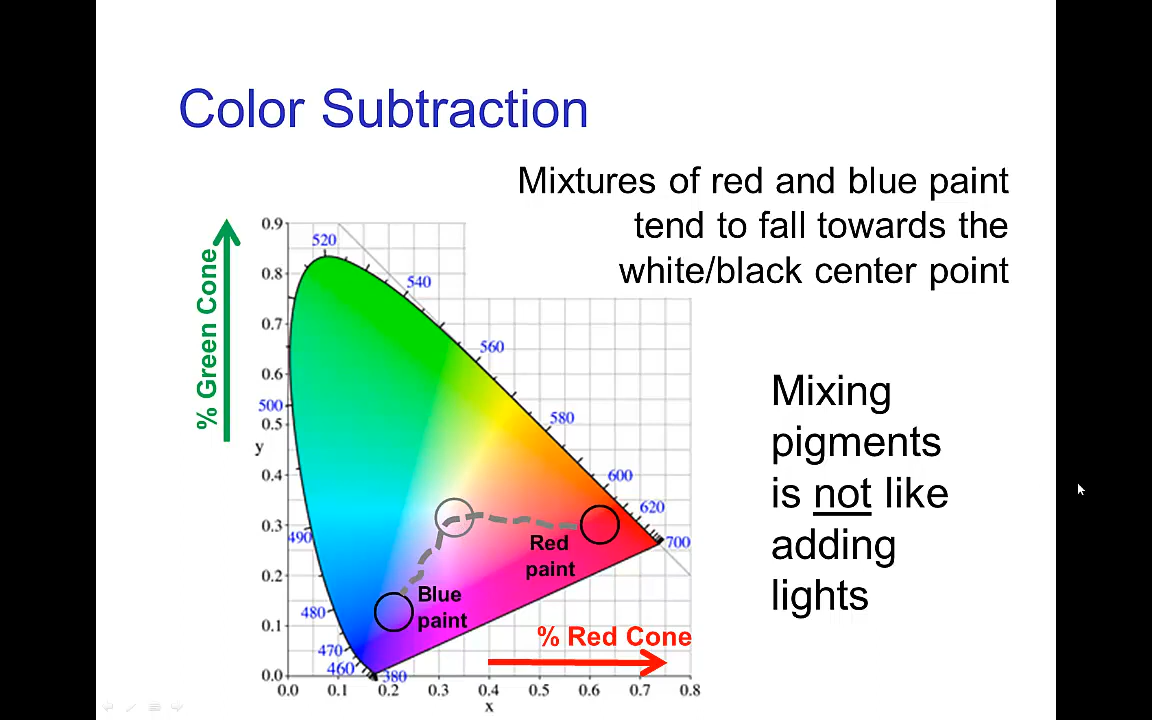 Color Subtraction
Mixtures of red and blue paint
tend to fall towards the
white/black center point
% Green Cone
0.9
520
0.8
540
0.7
560
0.6
500
0.5
580
y
0.4
600
620
0.3
490
700
Red
paint
0.2
Blue
paint
480
0.1
470
460
0.0
380
% Red Cone
0.0 0.1 0.2 0.3 0.4 0.5 0.6 0.7 0.8
x
Mixing
pigments
is not like
adding
lights